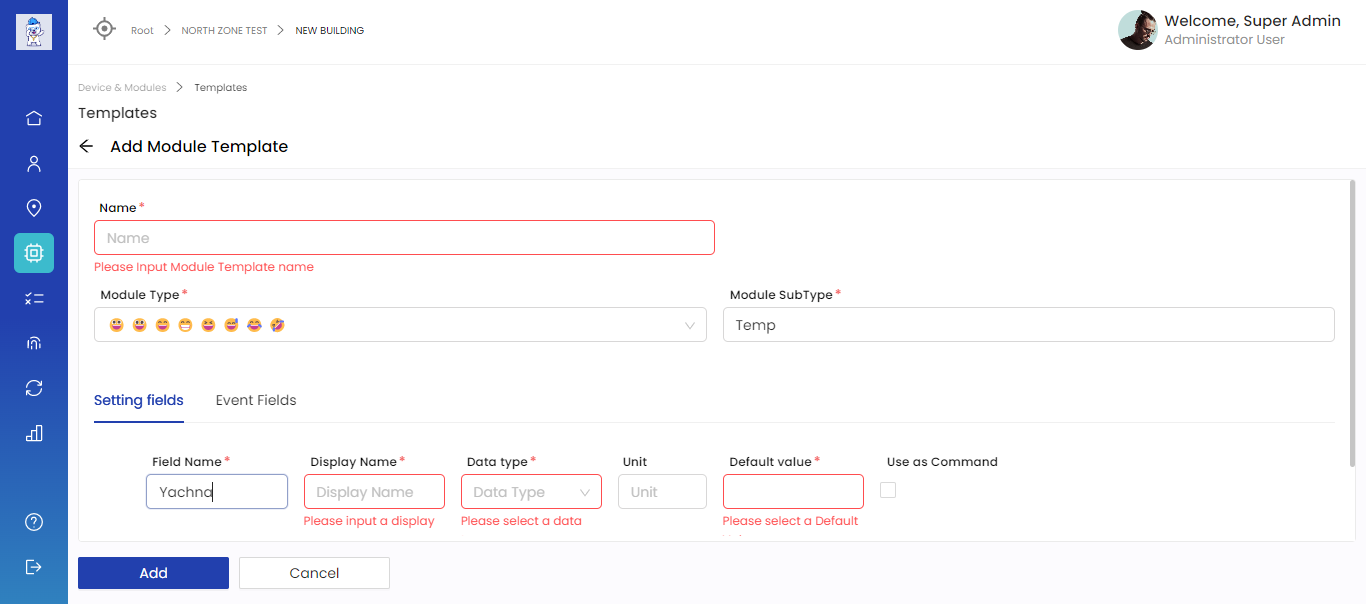 Root > NORTH ZONE TEST > NEW BUILDING
Welcome, Super Admin
Administrator User
Device & Modules > Templates
Templates
Add Module Template
Name*
Name
Please Input Module Template name
Module Type* Module SubType*
😀 😃 😄 😁 😆 😅 😂 🤣 Temp
Setting fields Event Fields
Field Name* Display Name* Data type* Unit Default value* Use as Command
Yachna Display Name Data Type Unit
Please input a display Please select a data Please select a Default
Add Cancel